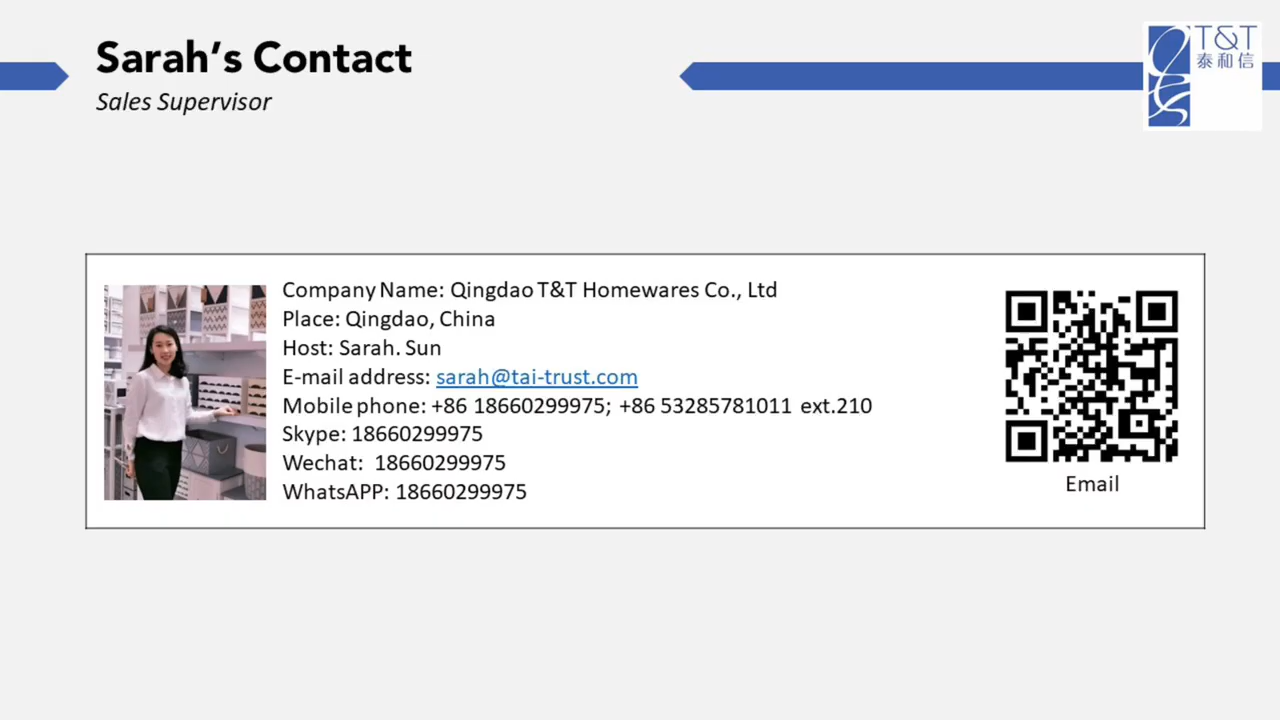 Sarah's Contact
Sales Supervisor
T&T
泰和信
Company Name: Qingdao T&T Homewares Co., Ltd
Place: Qingdao, China
Host: Sarah. Sun
E-mail address: sarah@tai-trust.com
Mobile phone: +86 18660299975; +86 53285781011 ext.210
Skype: 18660299975
Wechat: 18660299975
WhatsAPP: 18660299975
Email